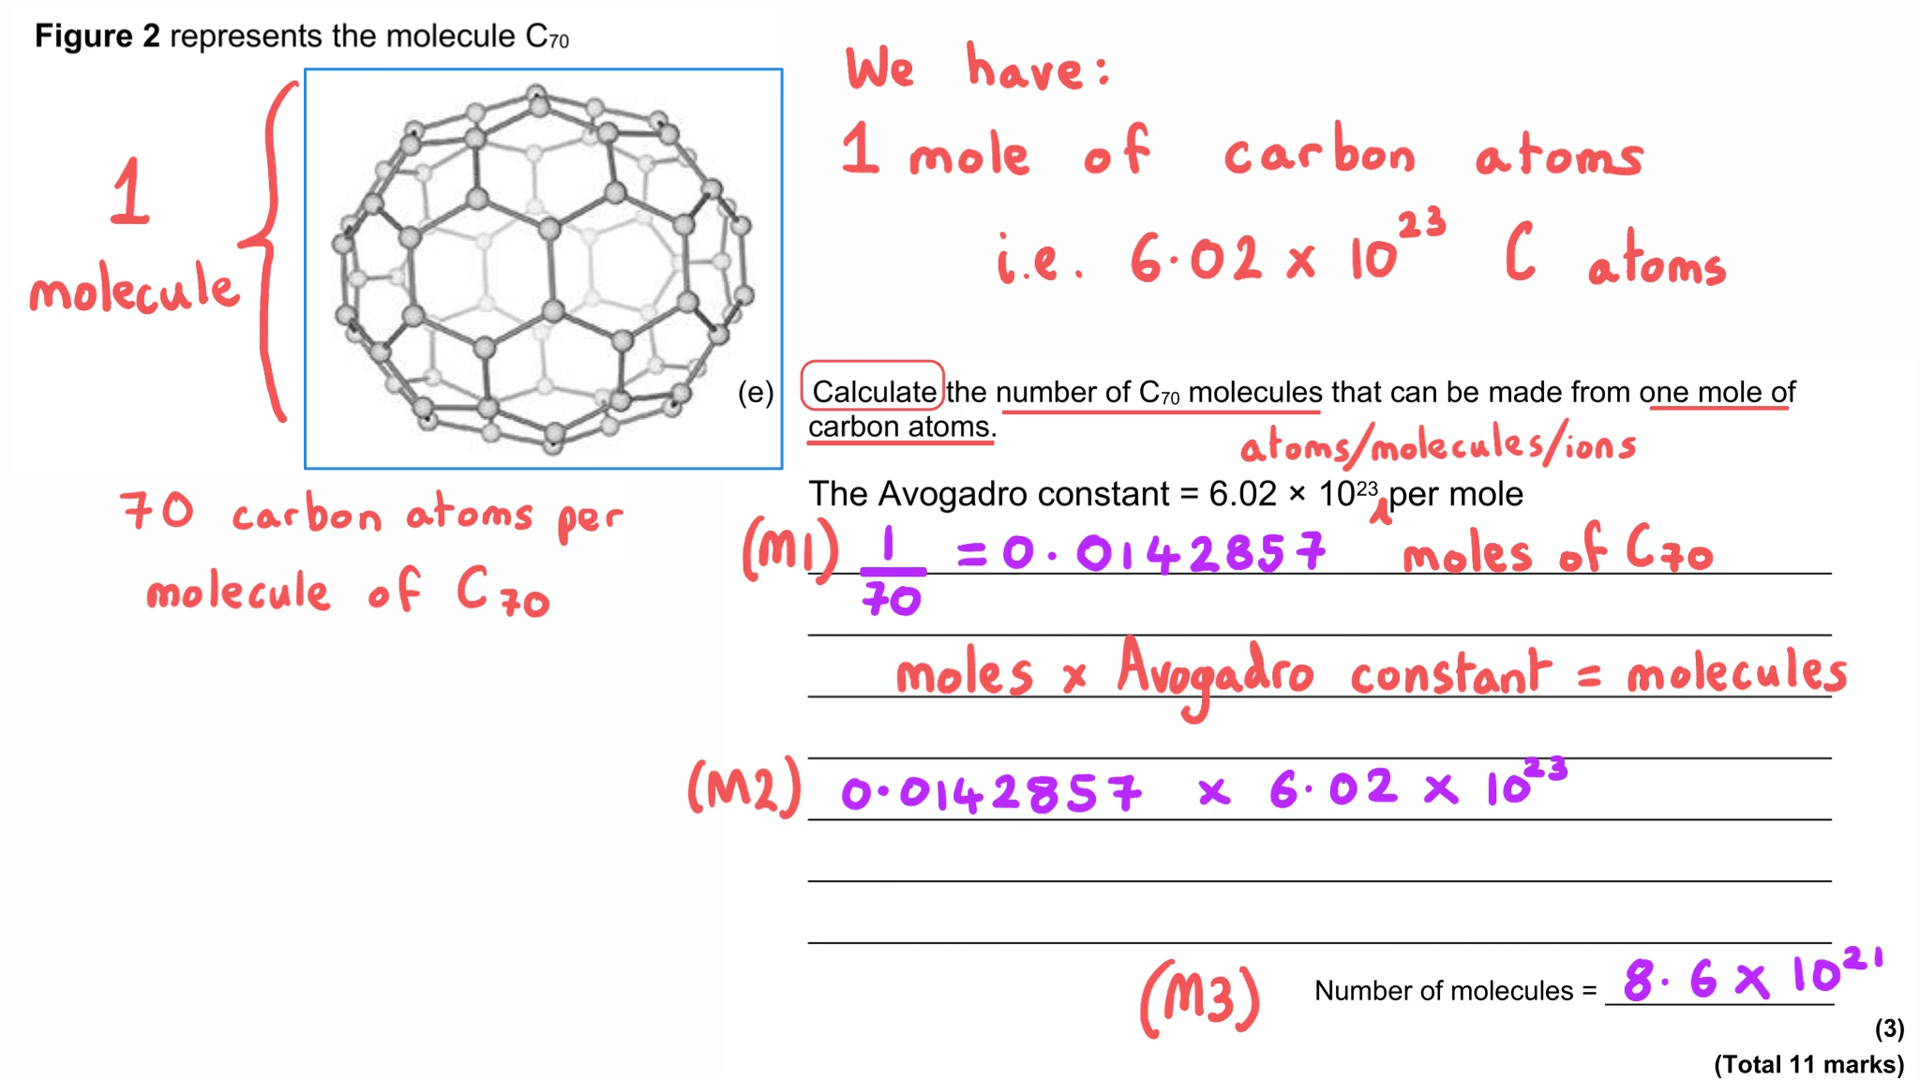 Figure 2 represents the molecule C₇₀
1
molecule
70 carbon atoms per
molecule of C₇₀
We have:
1 mole of carbon atoms
i.e. 6.02 x 10²³ C atoms
(e) Calculate the number of C₇₀ molecules that can be made from one mole of
carbon atoms.
atoms/molecules/ions
The Avogadro constant = 6.02 × 10²³ per mole
(M1) 1/70 = 0.0142857 moles of C₇₀
moles x Avogadro constant = molecules
(M2) 0.0142857 x 6.02 x 10²³
(M3) Number of molecules = 8.6 x 10²¹
(3)
(Total 11 marks)